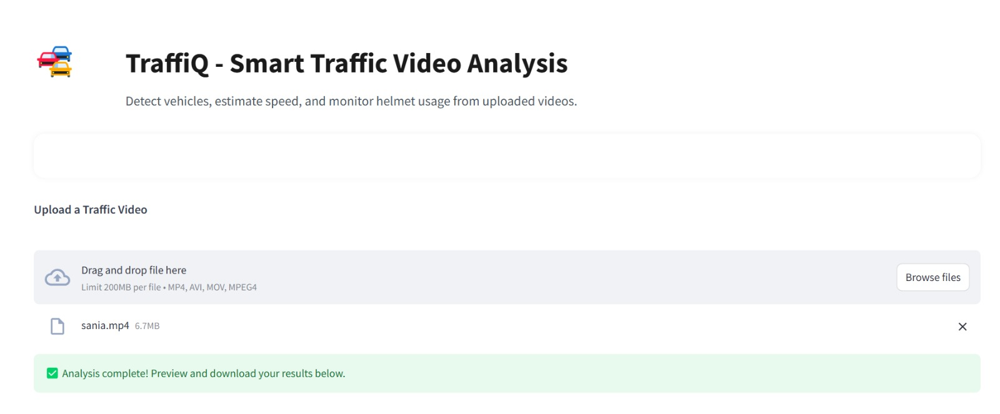 TraffiQ - Smart Traffic Video Analysis
Detect vehicles, estimate speed, and monitor helmet usage from uploaded videos.
Upload a Traffic Video
Drag and drop file here
Limit 200MB per file • MP4, AVI, MOV, MPEG4
Browse files
sania.mp4 6.7MB
✅ Analysis complete! Preview and download your results below.